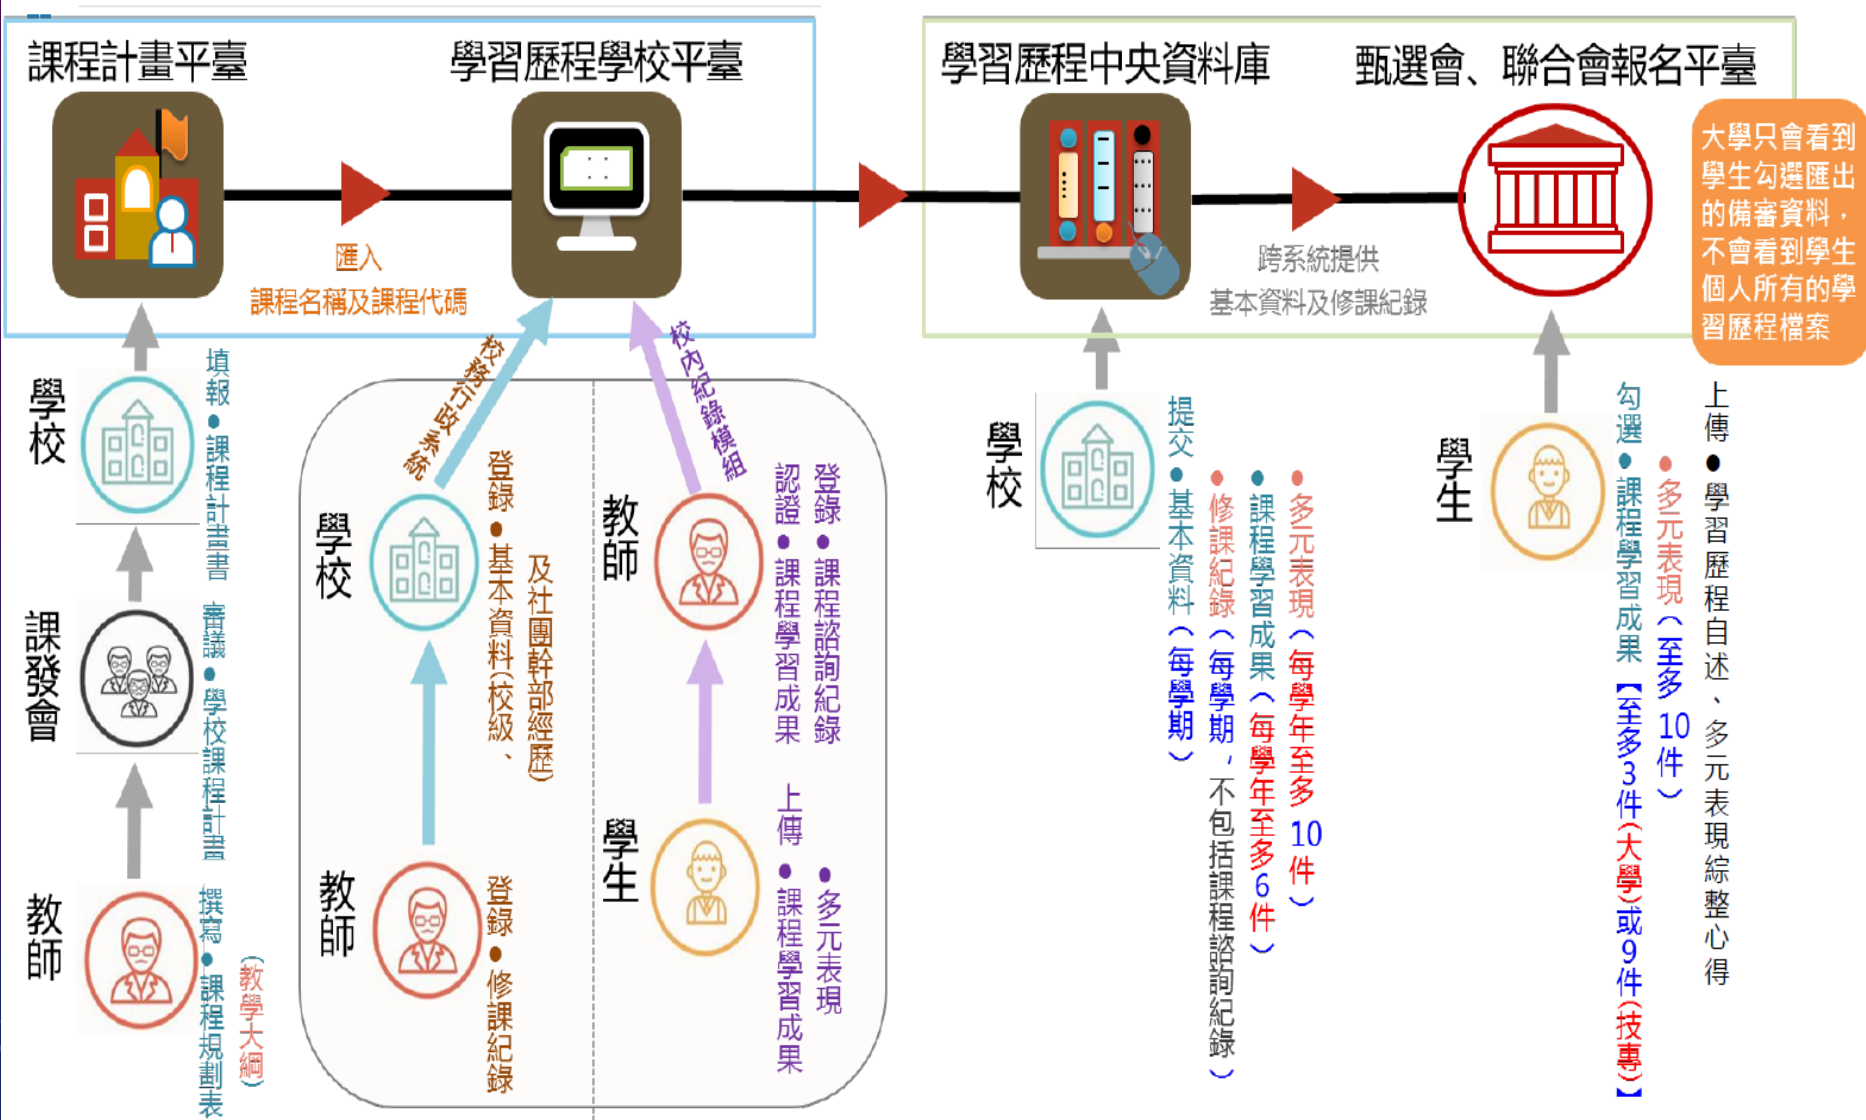 課程計畫平臺
學習歷程學校平臺
學習歷程中央資料庫
甄選會、聯合會報名平臺
大學只會看到
學生勾選匯出
的備審資料，
不會看到學生
個人所有的學
習歷程檔案
匯入
課程名稱及課程代碼
跨系統提供
基本資料及修課紀錄
學校
填報●課程計畫書
課發會
審議●學校課程計畫
教師
撰寫●課程規劃表
(教學大綱)
校務行政系統
校內紀錄模組
學校
登錄●基本資料(校級、
及社團幹部經歷)
教師
登錄●修課紀錄
教師
認證●課程學習成果
登錄●課程諮詢紀錄
學生
上傳●課程學習成果
●多元表現
學校
提交●基本資料(每學期)
●修課紀錄(每學期，不包括課程諮詢紀錄)
●課程學習成果(每學年至多6件)
●多元表現(每學年至多10件)
學生
勾選●課程學習成果【至多3件(大學)或9件(技專)】
●多元表現(至多10件)
上傳●學習歷程自述、多元表現綜整心得